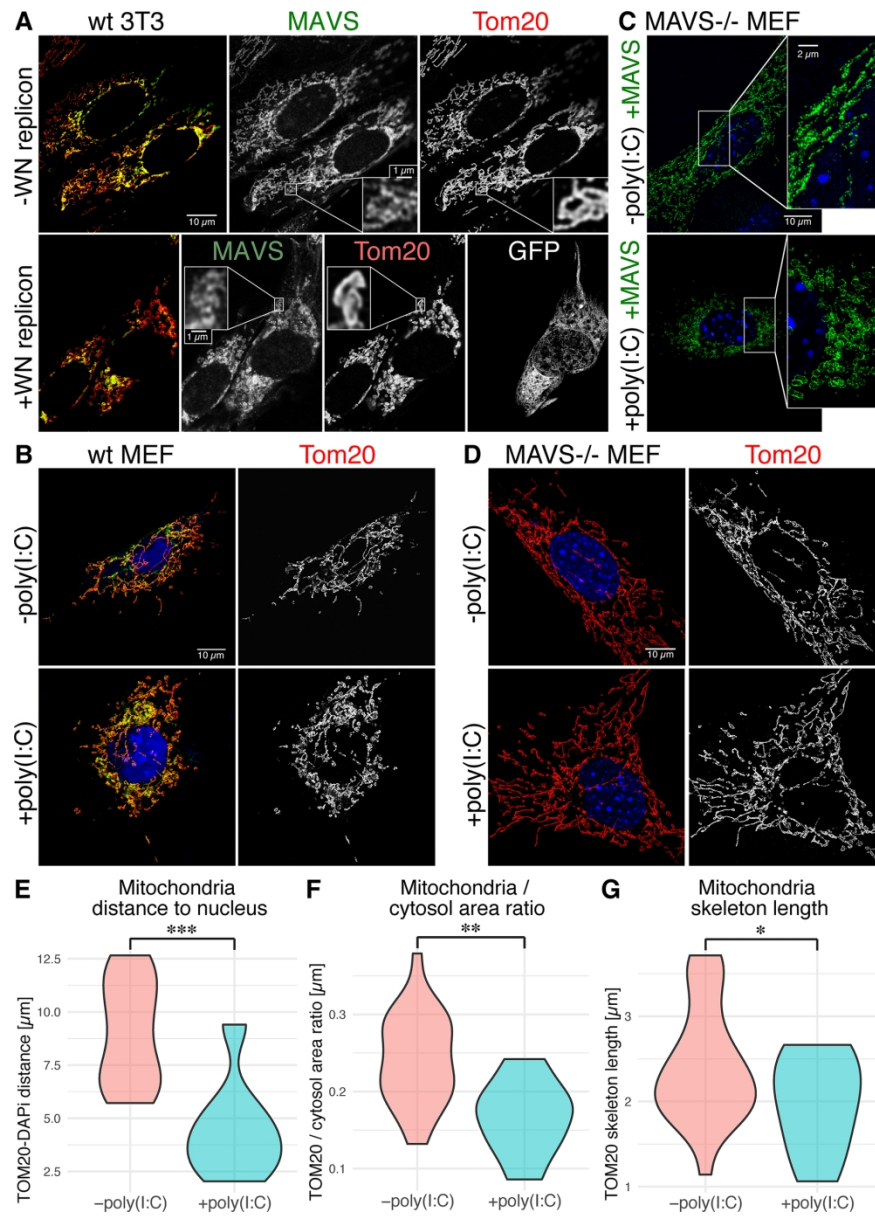 A wt 3T3 MAVS Tom20
-WN replicon
10 µm
1 µm
MAVS Tom20 GFP
+WN replicon
1 µm
C MAVS-/- MEF
-poly(I:C) +MAVS
2 µm
10 µm
+poly(I:C) +MAVS
B wt MEF Tom20
-poly(I:C)
10 µm
+poly(I:C)
D MAVS-/- MEF Tom20
-poly(I:C)
10 µm
+poly(I:C)
E Mitochondria
distance to nucleus
***
TOM20-DAPi distance [µm]
12.5
10.0
7.5
5.0
2.5
−poly(I:C) +poly(I:C)
F Mitochondria /
cytosol area ratio
**
TOM20 / cytosol area ratio [µm]
0.3
0.2
0.1
−poly(I:C) +poly(I:C)
G Mitochondria
skeleton length
*
TOM20 skeleton length [µm]
3
2
1
−poly(I:C) +poly(I:C)